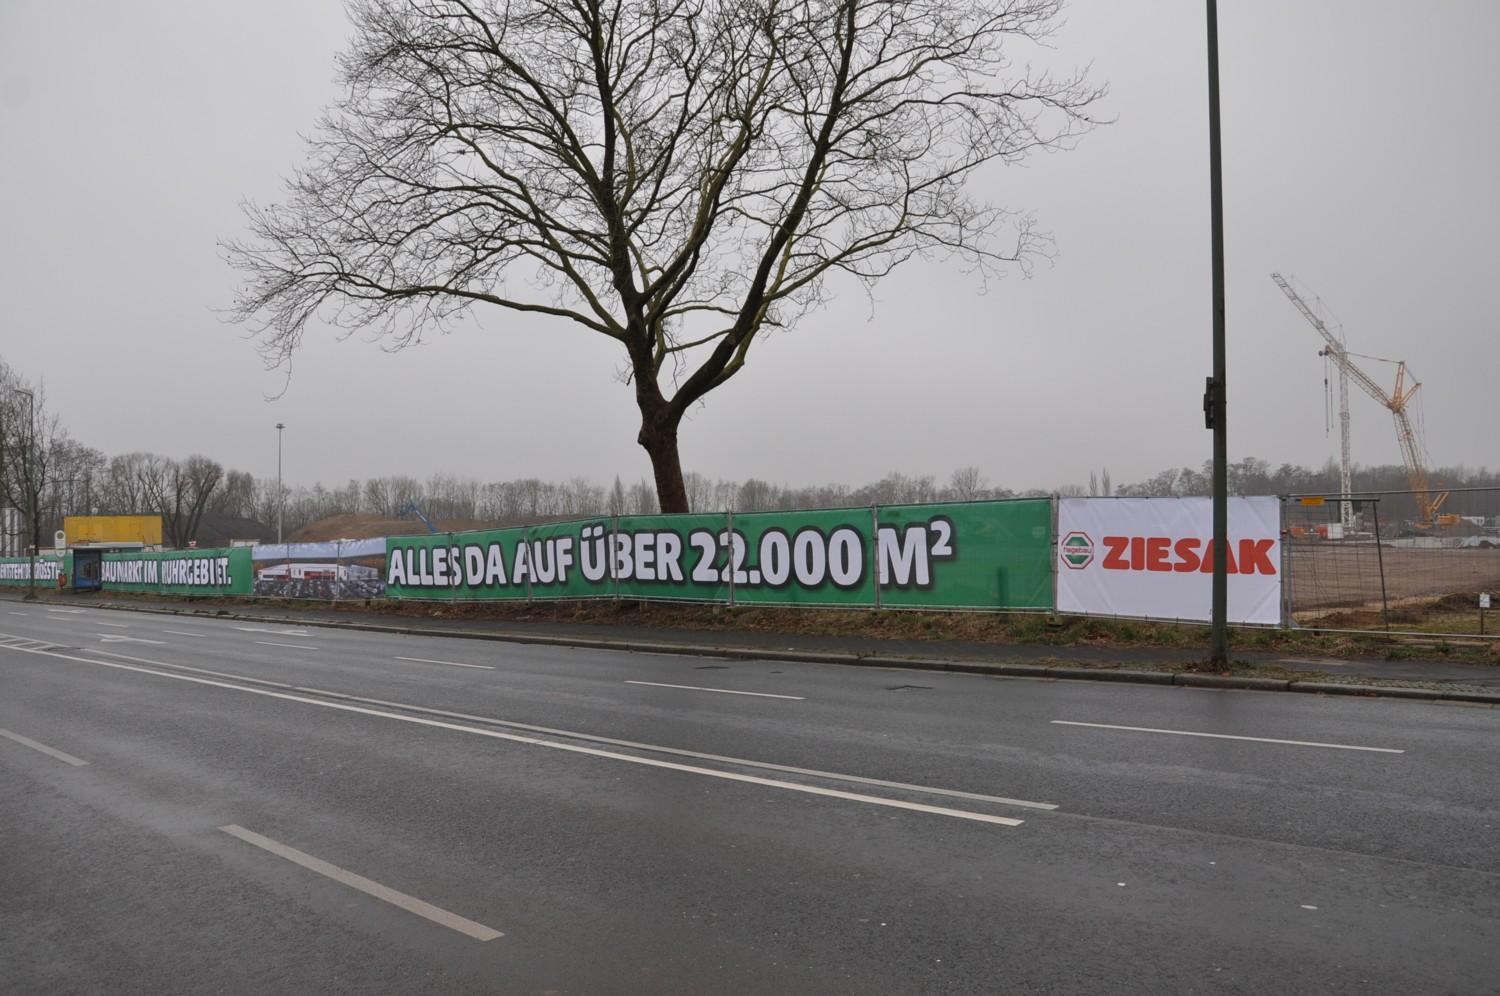 BAUMARKT IM RUHRGEBIET.
ALLES DA AUF ÜBER 22.000 M²
hagebau
ZIESAK